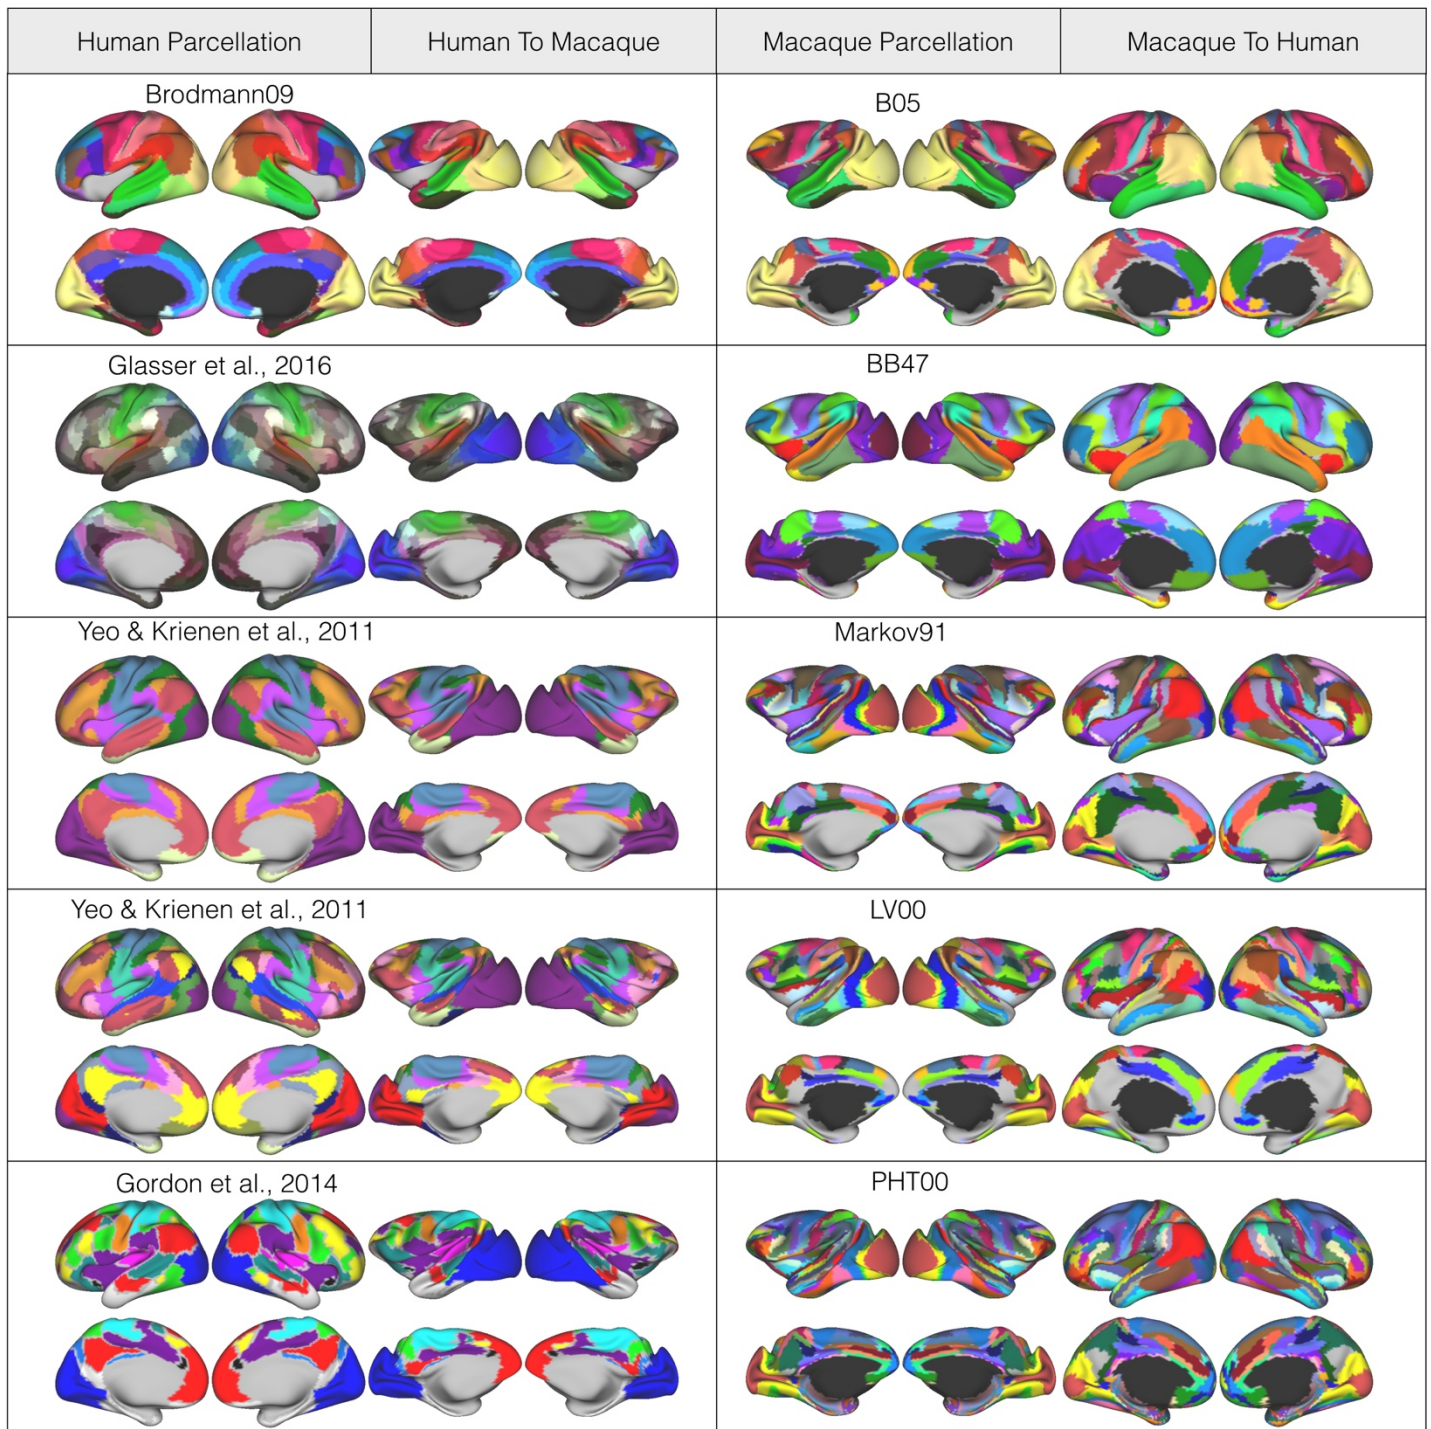 Human Parcellation
Human To Macaque
Macaque Parcellation
Macaque To Human
Brodmann09
B05
Glasser et al., 2016
BB47
Yeo & Krienen et al., 2011
Markov91
Yeo & Krienen et al., 2011
LV00
Gordon et al., 2014
PHT00